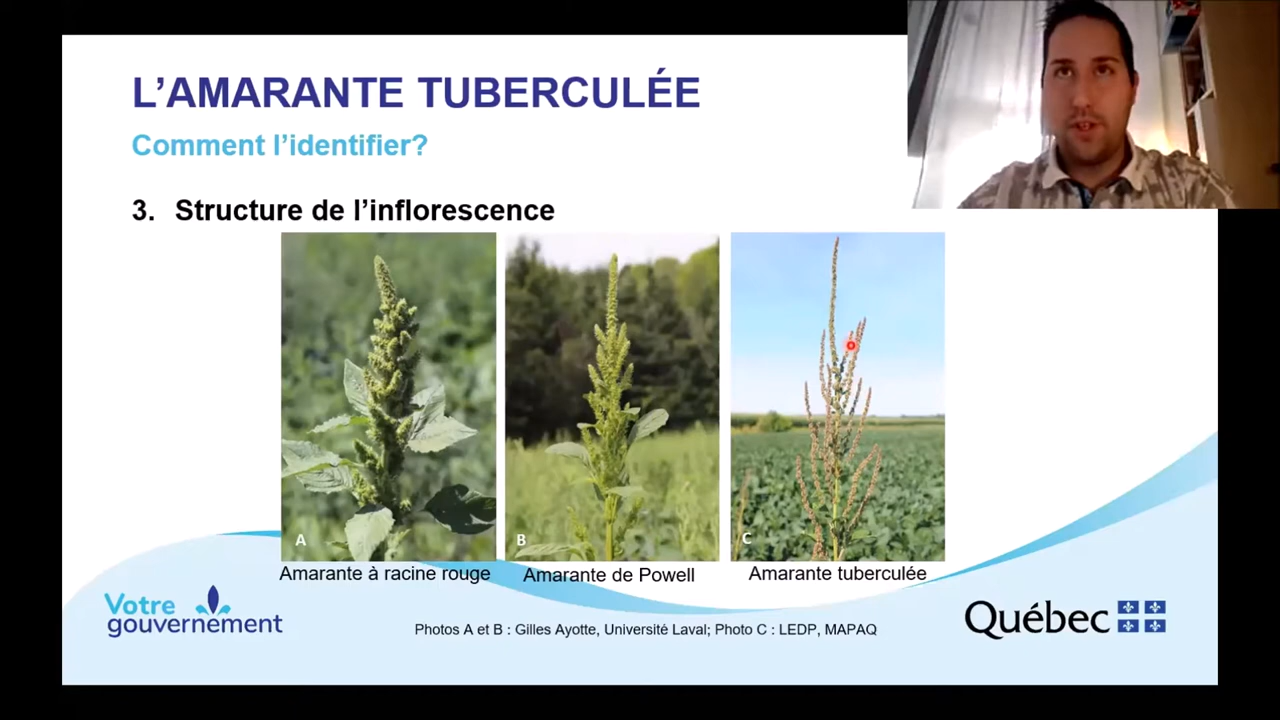 L'AMARANTE TUBERCULÉE
Comment l'identifier?
3. Structure de l'inflorescence
A
B
C
Amarante à racine rouge
Amarante de Powell
Amarante tuberculée
Votre
gouvernement
Photos A et B : Gilles Ayotte, Université Laval; Photo C : LEDP, MAPAQ
Québec